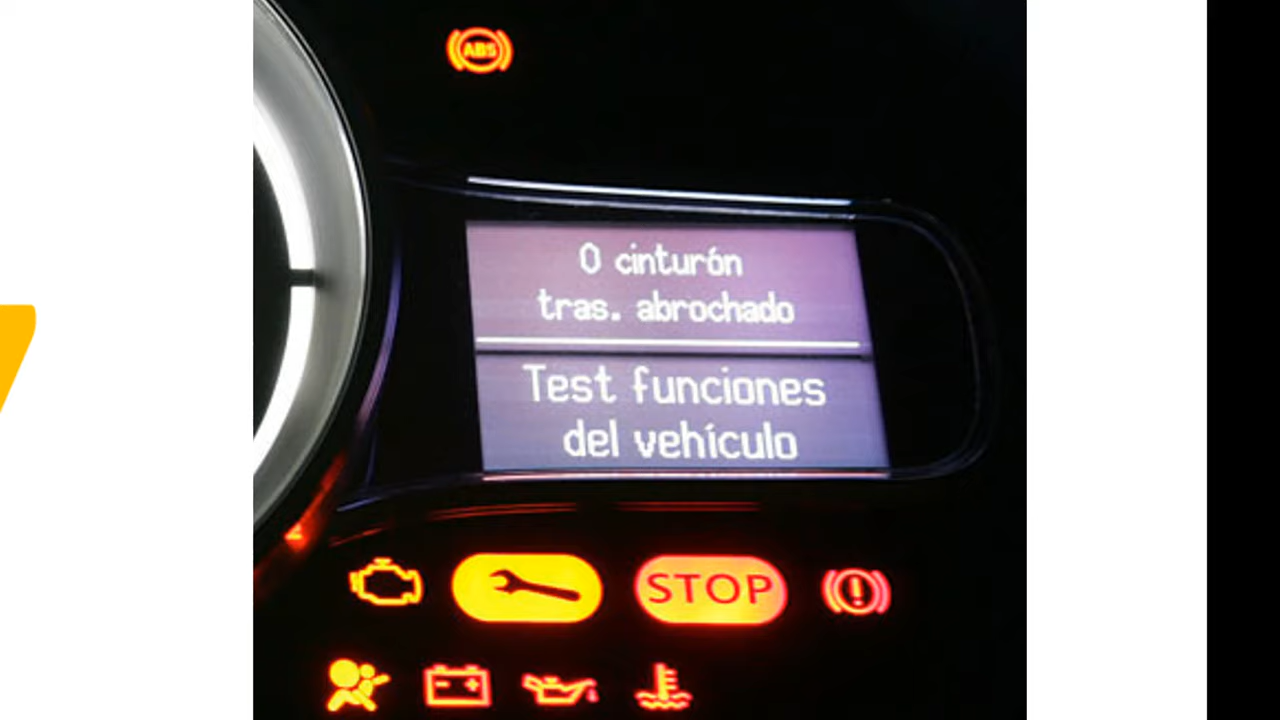 ABS
0 cinturón
tras. abrochado
Test funciones
del vehículo
STOP